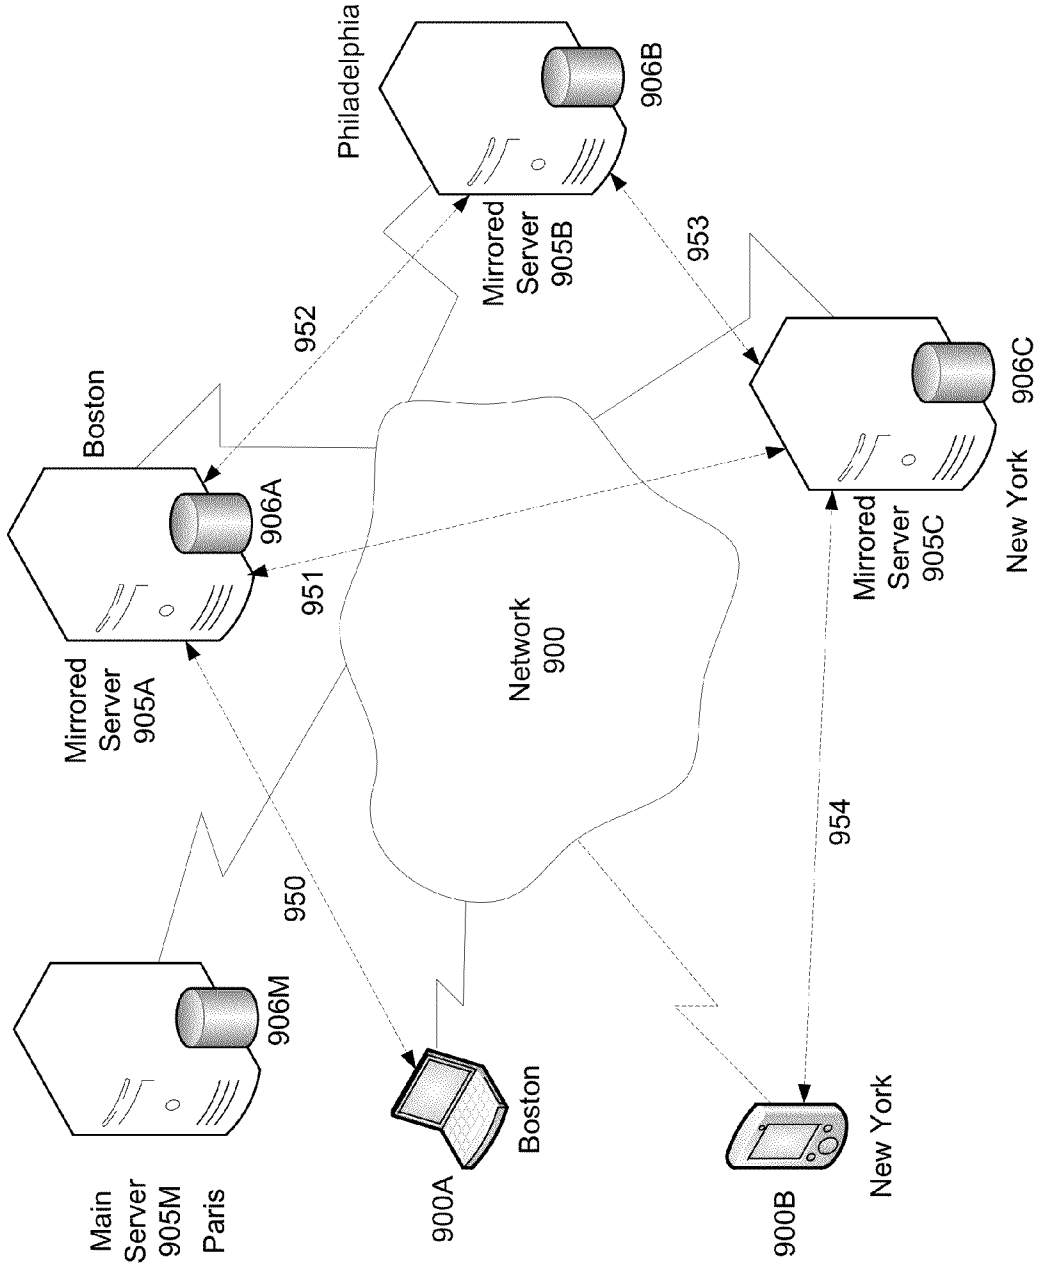 Main
Server
905M
Paris
906M
Mirrored
Server
905A
906A
Boston
Philadelphia
Mirrored
Server
905B
906B
952
953
951
950
Network
900
954
Mirrored
Server
905C
906C
New York
900A
Boston
900B
New York